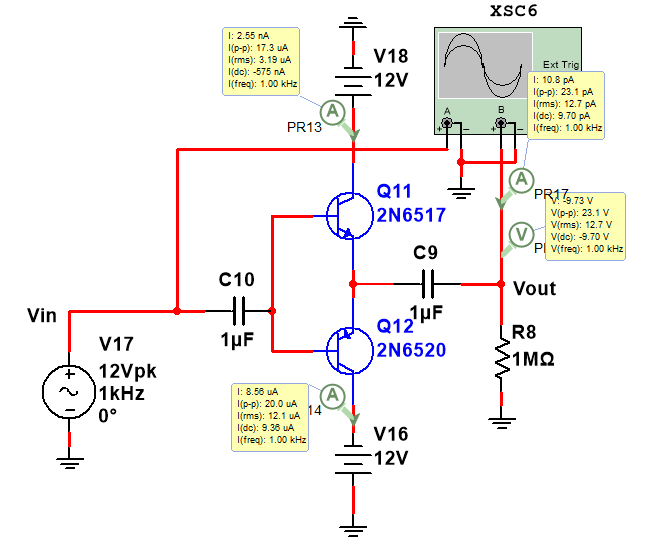 XSC6
Ext Trig
A
B
I: 2.55 nA
I(p-p): 17.3 uA
I(rms): 3.19 uA
I(dc): -575 nA
I(freq): 1.00 kHz
A
PR13
V18
12V
I: 10.8 pA
I(p-p): 23.1 pA
I(rms): 12.7 pA
I(dc): 9.70 pA
I(freq): 1.00 kHz
A
PR17
V: -9.73 V
V(p-p): 23.1 V
V(rms): 12.7 V
V(dc): -9.70 V
V(freq): 1.00 kHz
V
Q11
2N6517
C9
1µF
C10
1µF
Vin
Vout
Q12
2N6520
R8
1MΩ
V17
12Vpk
1kHz
0°
I: 8.56 uA
I(p-p): 20.0 uA
I(rms): 12.1 uA
I(dc): 9.36 uA
I(freq): 1.00 kHz
A
14
V16
12V